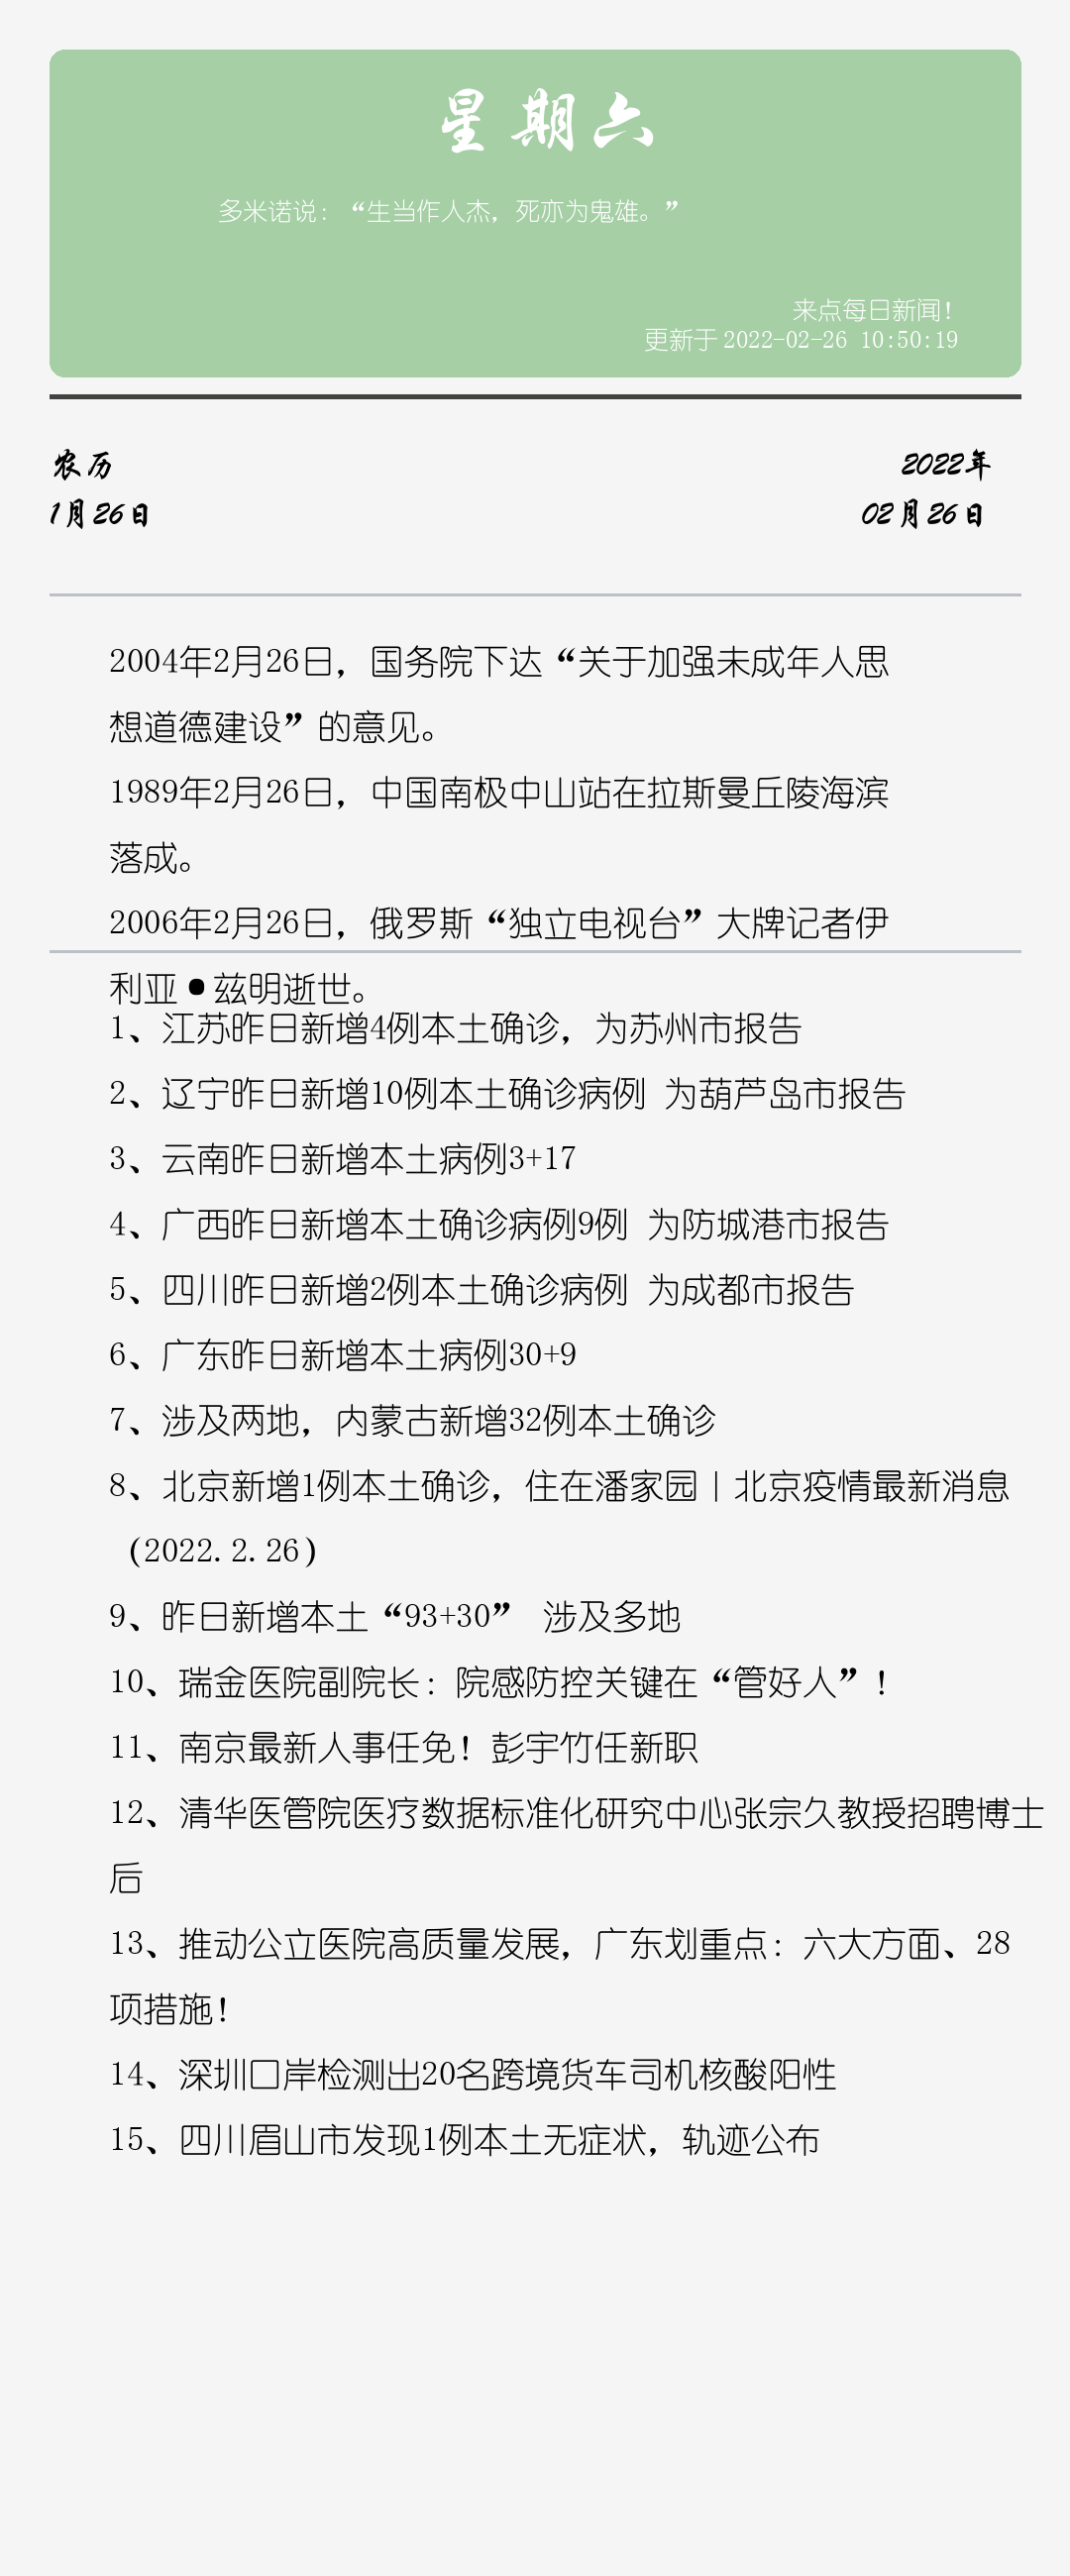 星期六
多米诺说：“生当作人杰，死亦为鬼雄。”
来点每日新闻！
更新于 2022-02-26 10:50:19
农历
2022年
1月26日
02月26日
2004年2月26日，国务院下达“关于加强未成年人思
想道德建设”的意见。
1989年2月26日，中国南极中山站在拉斯曼丘陵海滨
落成。
2006年2月26日，俄罗斯“独立电视台”大牌记者伊
利亚•兹明逝世。
1、江苏昨日新增4例本土确诊，为苏州市报告
2、辽宁昨日新增10例本土确诊病例 为葫芦岛市报告
3、云南昨日新增本土病例3+17
4、广西昨日新增本土确诊病例9例 为防城港市报告
5、四川昨日新增2例本土确诊病例 为成都市报告
6、广东昨日新增本土病例30+9
7、涉及两地，内蒙古新增32例本土确诊
8、北京新增1例本土确诊，住在潘家园丨北京疫情最新消息
（2022.2.26）
9、昨日新增本土“93+30” 涉及多地
10、瑞金医院副院长：院感防控关键在“管好人”！
11、南京最新人事任免！彭宇竹任新职
12、清华医管院医疗数据标准化研究中心张宗久教授招聘博士
后
13、推动公立医院高质量发展，广东划重点：六大方面、28
项措施！
14、深圳口岸检测出20名跨境货车司机核酸阳性
15、四川眉山市发现1例本土无症状，轨迹公布